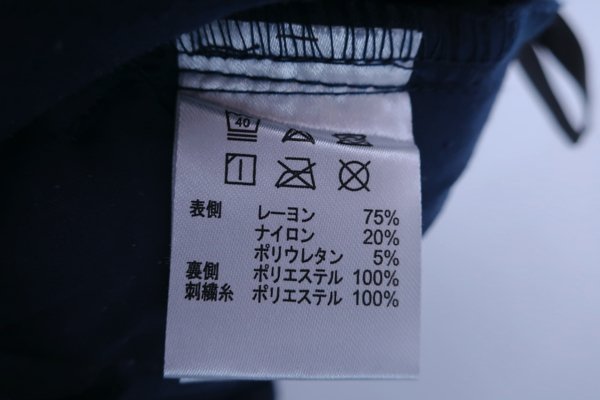 40
表側 レーヨン 75%
ナイロン 20%
ポリウレタン 5%
裏側 ポリエステル 100%
刺繍糸 ポリエステル 100%